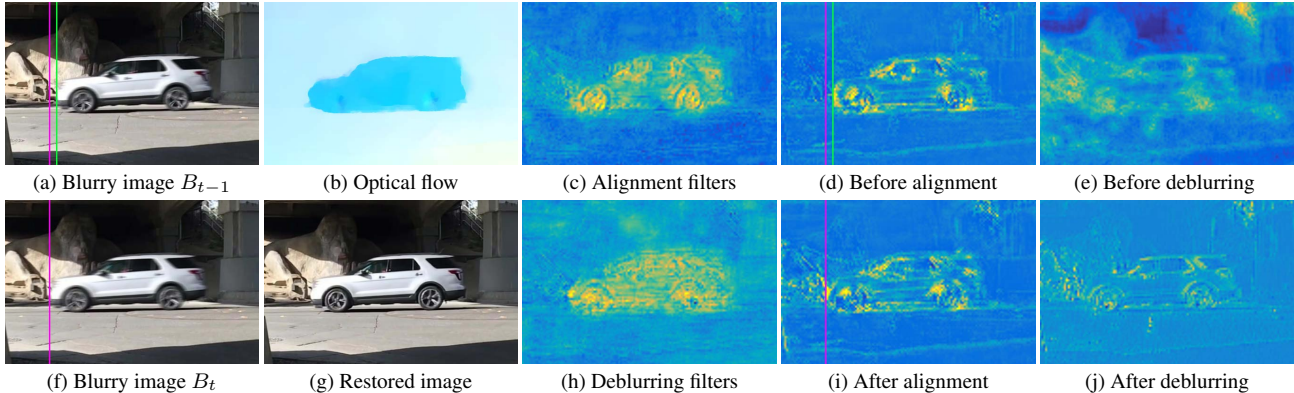 (a) Blurry image B_{t−1}
(b) Optical flow
(c) Alignment filters
(d) Before alignment
(e) Before deblurring
(f) Blurry image B_t
(g) Restored image
(h) Deblurring filters
(i) After alignment
(j) After deblurring